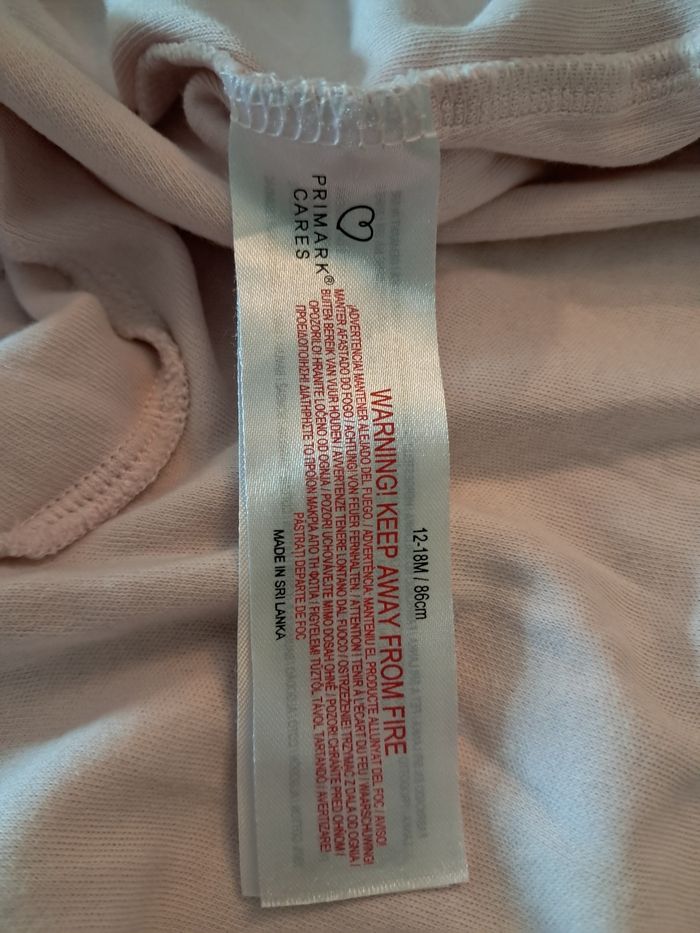 PRIMARK®
CARES
12-18M / 86cm
WARNING! KEEP AWAY FROM FIRE
¡ADVERTENCIA! MANTENER ALEJADO DEL FUEGO / ADVERTÈNCIA: MANTENIU EL PRODUCTE ALLUNYAT DEL FOC / AVISO!
MANTER AFASTADO DO FOGO / ACHTUNG! VON FEUER FERNHALTEN / ATTENTION ! TENIR À L'ÉCART DU FEU / WAARSCHUWING!
BUITEN BEREIK VAN VUUR HOUDEN / AVVERTENZE TENERE LONTANO DAL FUOCO / OSTRZEŻENIE! TRZYMAĆ Z DALA OD OGNIA /
OPOZORILO! HRANITE LOČENO OD OGNJA / POZOR! UCHOVÁVEJTE MIMO DOSAH OHNĚ / POZOR! CHRÁŇTE PRED OHŇOM /
ΠΡΟΕΙΔΟΠΟΙΗΣΗ! ΔΙΑΤΗΡΗΣΤΕ ΤΟ ΠΡΟΪΟΝ ΜΑΚΡΙΑ ΑΠΟ ΤΗ ΦΩΤΙΑ / FIGYELEM! TŰZTŐL TÁVOL TARTANDÓ / AVERTIZARE!
PĂSTRAȚI DEPARTE DE FOC
MADE IN SRI LANKA